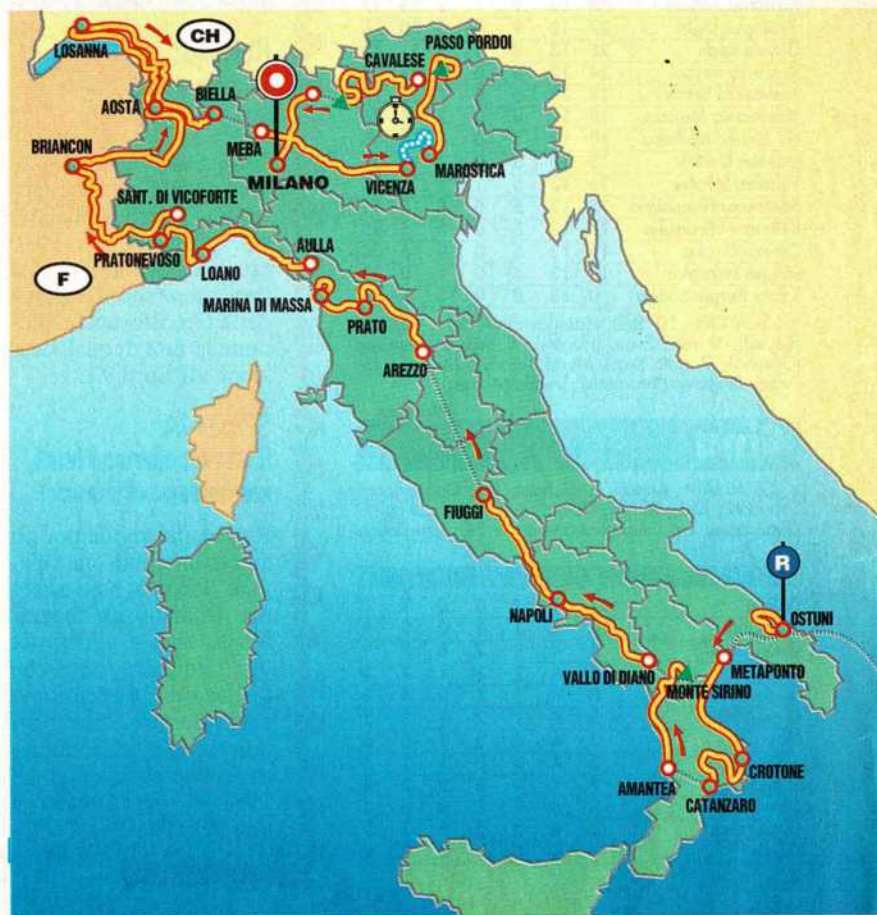 CH
LOSANNA
PASSO PORDOI
CAVALESE
AOSTA
BIELLA
BRIANCON
MEBA
MILANO
VICENZA
MAROSTICA
SANT. DI VICOFORTE
PRATONEVOSO
LOANO
AULLA
F
MARINA DI MASSA
PRATO
AREZZO
FIUGGI
R
OSTUNI
NAPOLI
METAPONTO
VALLO DI DIANO
MONTE SIRINO
CROTONE
AMANTEA
CATANZARO